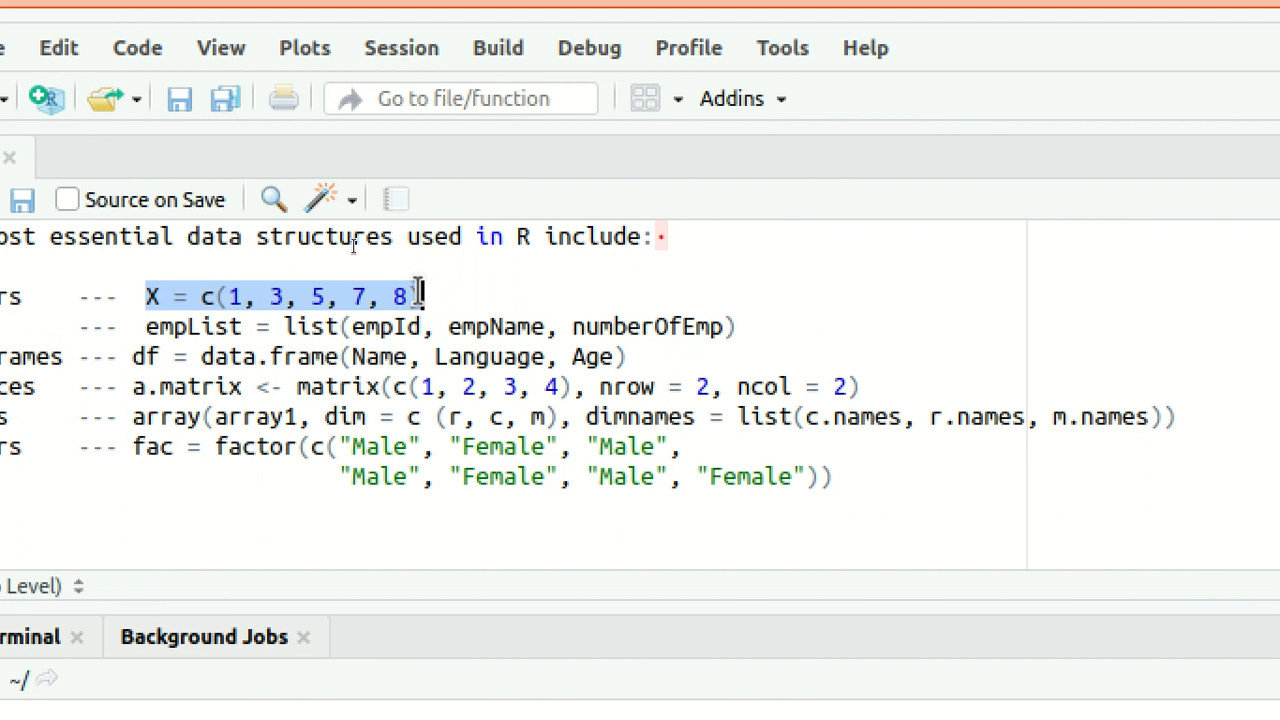 e Edit Code View Plots Session Build Debug Profile Tools Help
Go to file/function Addins
Source on Save
ost essential data structures used in R include:
rs --- X = c(1, 3, 5, 7, 8)
--- empList = list(empId, empName, numberOfEmp)
rames --- df = data.frame(Name, Language, Age)
ces --- a.matrix <- matrix(c(1, 2, 3, 4), nrow = 2, ncol = 2)
s --- array(array1, dim = c (r, c, m), dimnames = list(c.names, r.names, m.names))
rs --- fac = factor(c("Male", "Female", "Male",
"Male", "Female", "Male", "Female"))
Level)
rminal Background Jobs
~/